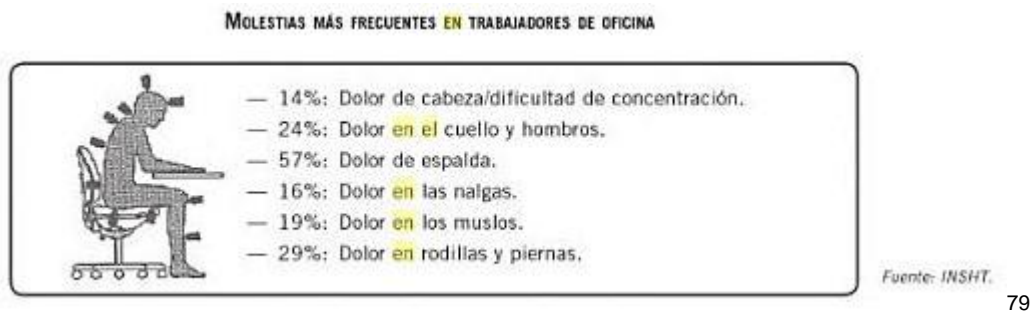 MOLESTIAS MÁS FRECUENTES EN TRABAJADORES DE OFICINA
— 14%: Dolor de cabeza/dificultad de concentración.
— 24%: Dolor en el cuello y hombros.
— 57%: Dolor de espalda.
— 16%: Dolor en las nalgas.
— 19%: Dolor en los muslos.
— 29%: Dolor en rodillas y piernas.
Fuente: INSHT.
79